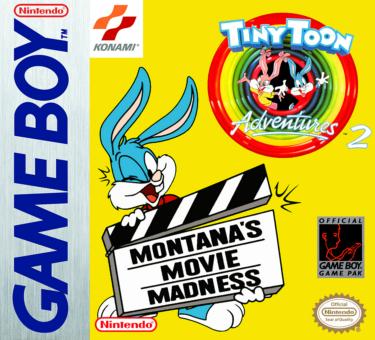 Nintendo
GAME BOY
TM
KONAMI
TINY TOON
Adventures
TM
2
MONTANA'S
MOVIE
MADNESS
Nintendo
OFFICIAL
GAME BOY
GAME PAK
Official
Nintendo
Seal of Quality